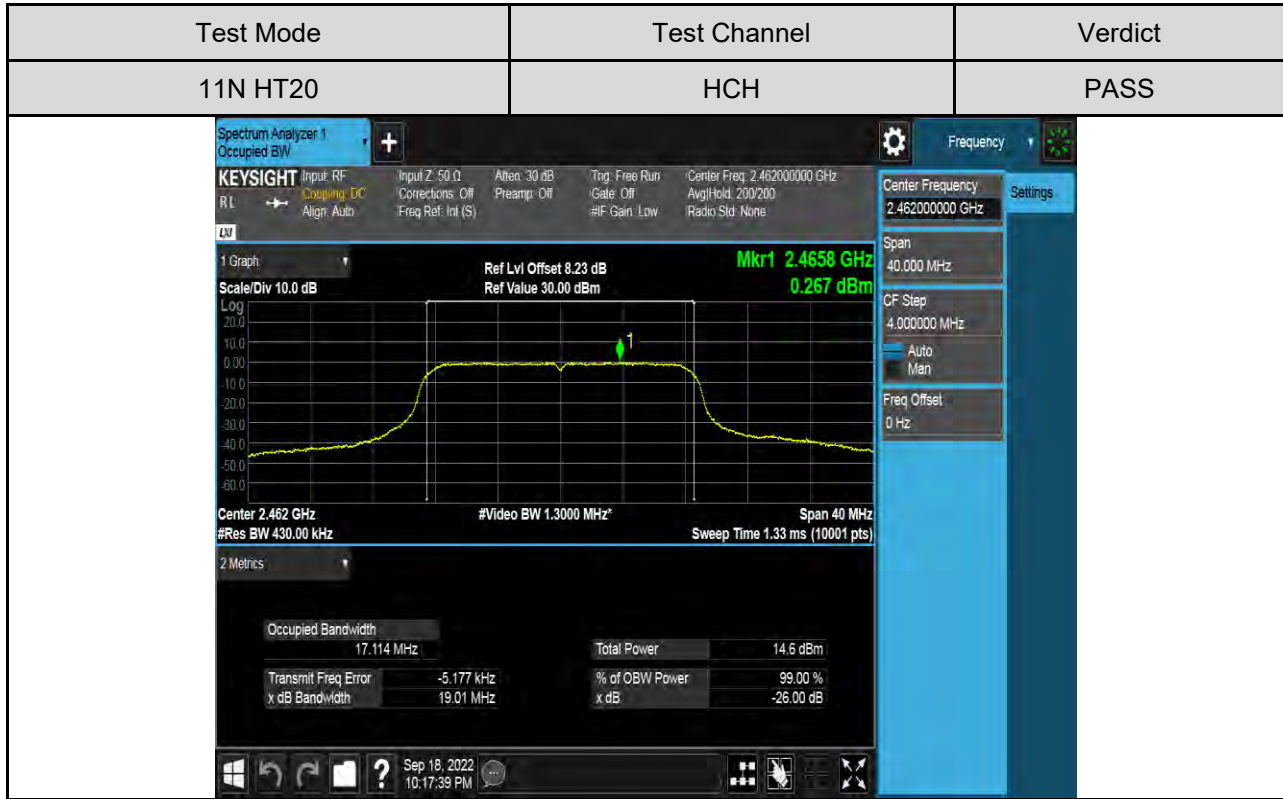 Test Mode Test Channel Verdict
11N HT20 HCH PASS
Spectrum Analyzer 1
Occupied BW
+
Frequency
KEYSIGHT Input: RF Input Z: 50 Ω Atten: 30 dB Trig: Free Run Center Freq: 2.462000000 GHz
RL Coupling: DC Corrections: Off Preamp: Off Gate: Off Avg|Hold: 200/200
Align: Auto Freq Ref: Int (S) #IF Gain: Low Radio Std: None
LXI
Center Frequency
2.462000000 GHz
Settings
Span
40.000 MHz
CF Step
4.000000 MHz
Auto
Man
Freq Offset
0 Hz
1 Graph
Ref Lvl Offset 8.23 dB
Mkr1 2.4658 GHz
Scale/Div 10.0 dB
Ref Value 30.00 dBm
0.267 dBm
Log
20.0
10.0
0.00
-10.0
-20.0
-30.0
-40.0
-50.0
-60.0
1
Center 2.462 GHz #Video BW 1.3000 MHz* Span 40 MHz
#Res BW 430.00 kHz Sweep Time 1.33 ms (10001 pts)
2 Metrics
Occupied Bandwidth
17.114 MHz Total Power 14.6 dBm
Transmit Freq Error -5.177 kHz % of OBW Power 99.00 %
x dB Bandwidth 19.01 MHz x dB -26.00 dB
?
Sep 18, 2022
10:17:39 PM